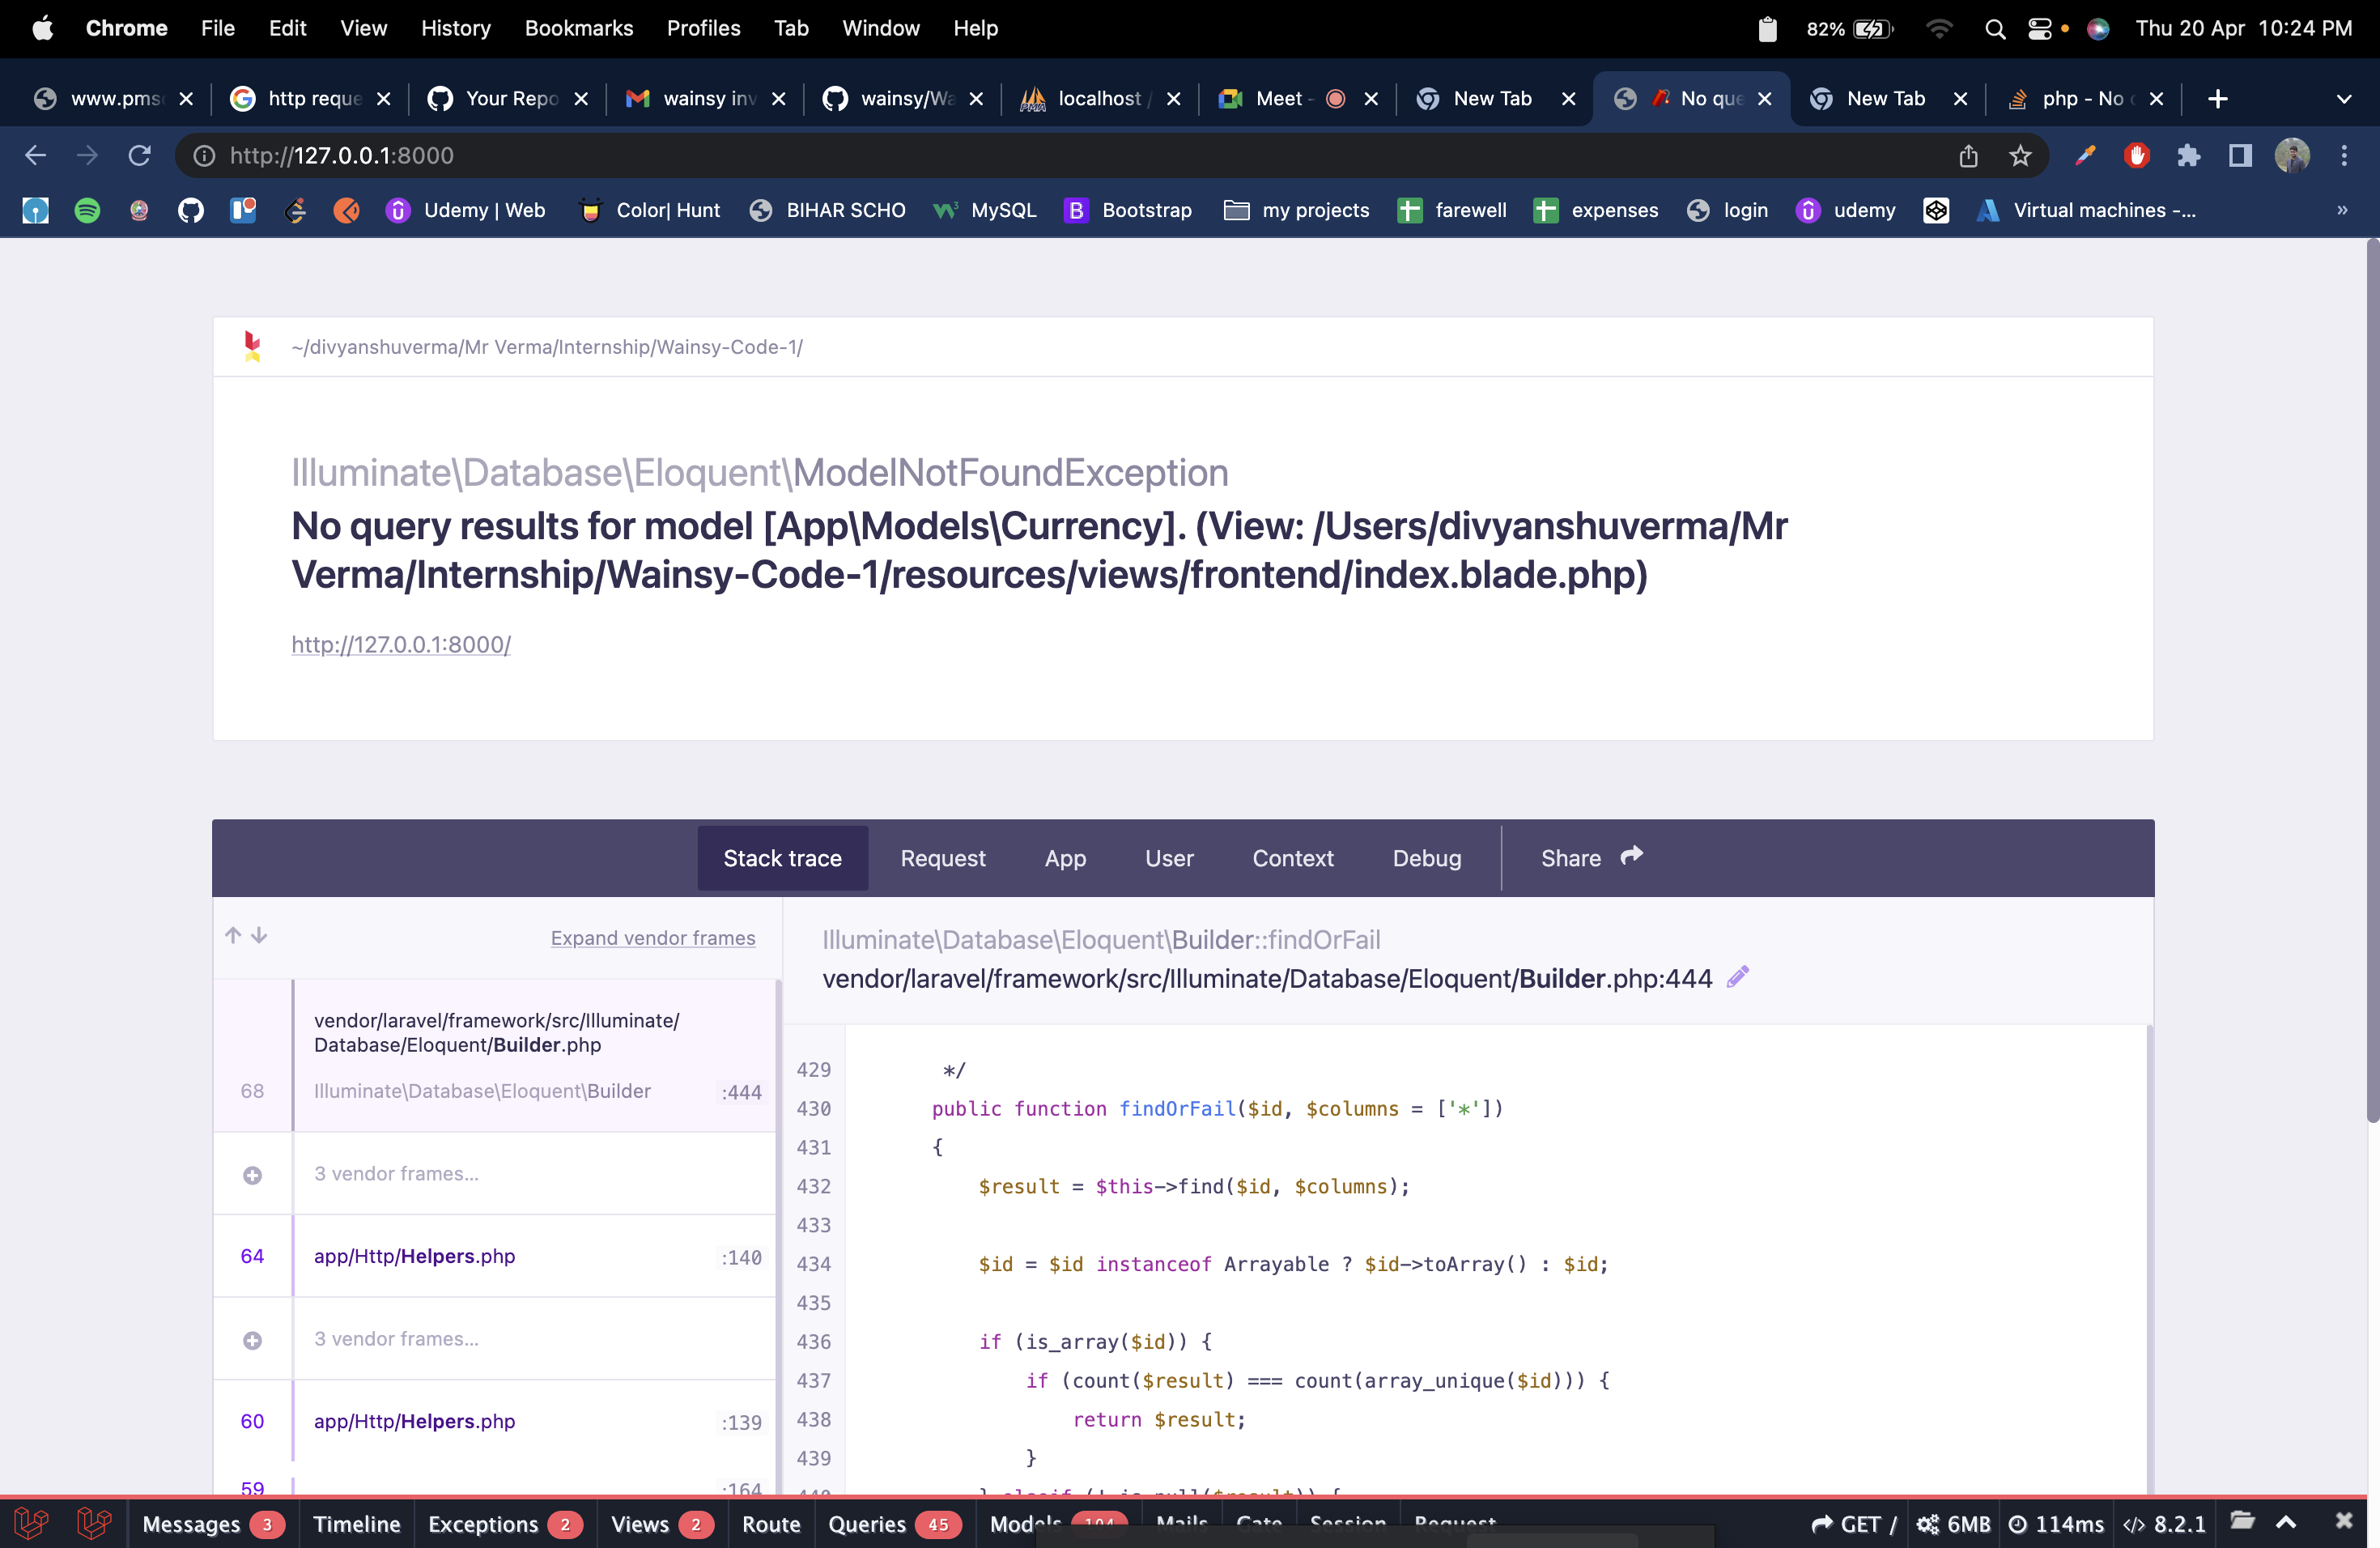 Chrome File Edit View History Bookmarks Profiles Tab Window Help 82% Thu 20 Apr 10:24 PM
www.pms http reque Your Repo wainsy inv wainsy/Wa localhost / Meet - New Tab No que New Tab php - No
http://127.0.0.1:8000
Udemy | Web Color| Hunt BIHAR SCHO MySQL Bootstrap my projects farewell expenses login udemy Virtual machines -... »
~/divyanshuverma/Mr Verma/Internship/Wainsy-Code-1/
Illuminate\Database\Eloquent\ModelNotFoundException
No query results for model [App\Models\Currency]. (View: /Users/divyanshuverma/Mr
Verma/Internship/Wainsy-Code-1/resources/views/frontend/index.blade.php)
http://127.0.0.1:8000/
Stack trace Request App User Context Debug Share
Expand vendor frames
vendor/laravel/framework/src/Illuminate/
Database/Eloquent/Builder.php
68 Illuminate\Database\Eloquent\Builder :444
3 vendor frames...
64 app/Http/Helpers.php :140
3 vendor frames...
60 app/Http/Helpers.php :139
59 :164
Illuminate\Database\Eloquent\Builder::findOrFail
vendor/laravel/framework/src/Illuminate/Database/Eloquent/Builder.php:444
429 */
430 public function findOrFail($id, $columns = ['*'])
431 {
432 $result = $this->find($id, $columns);
433
434 $id = $id instanceof Arrayable ? $id->toArray() : $id;
435
436 if (is_array($id)) {
437 if (count($result) === count(array_unique($id))) {
438 return $result;
439 }
440 } elseif (! is_null($result)) {
Messages 3 Timeline Exceptions 2 Views 2 Route Queries 45 Models 104 Mails Gate Session Request GET / 6MB 114ms 8.2.1